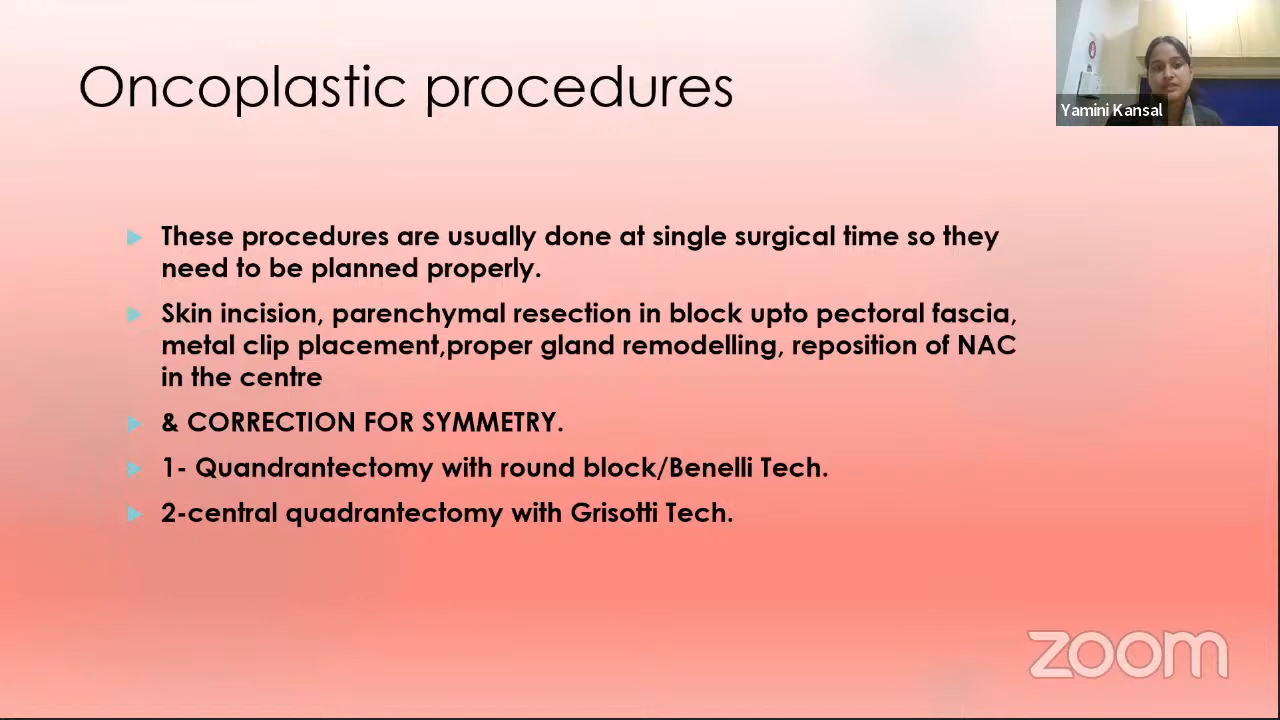 Oncoplastic procedures
Yamini Kansal
These procedures are usually done at single surgical time so they
need to be planned properly.
Skin incision, parenchymal resection in block upto pectoral fascia,
metal clip placement,proper gland remodelling, reposition of NAC
in the centre
& CORRECTION FOR SYMMETRY.
1- Quandrantectomy with round block/Benelli Tech.
2-central quadrantectomy with Grisotti Tech.
zoom